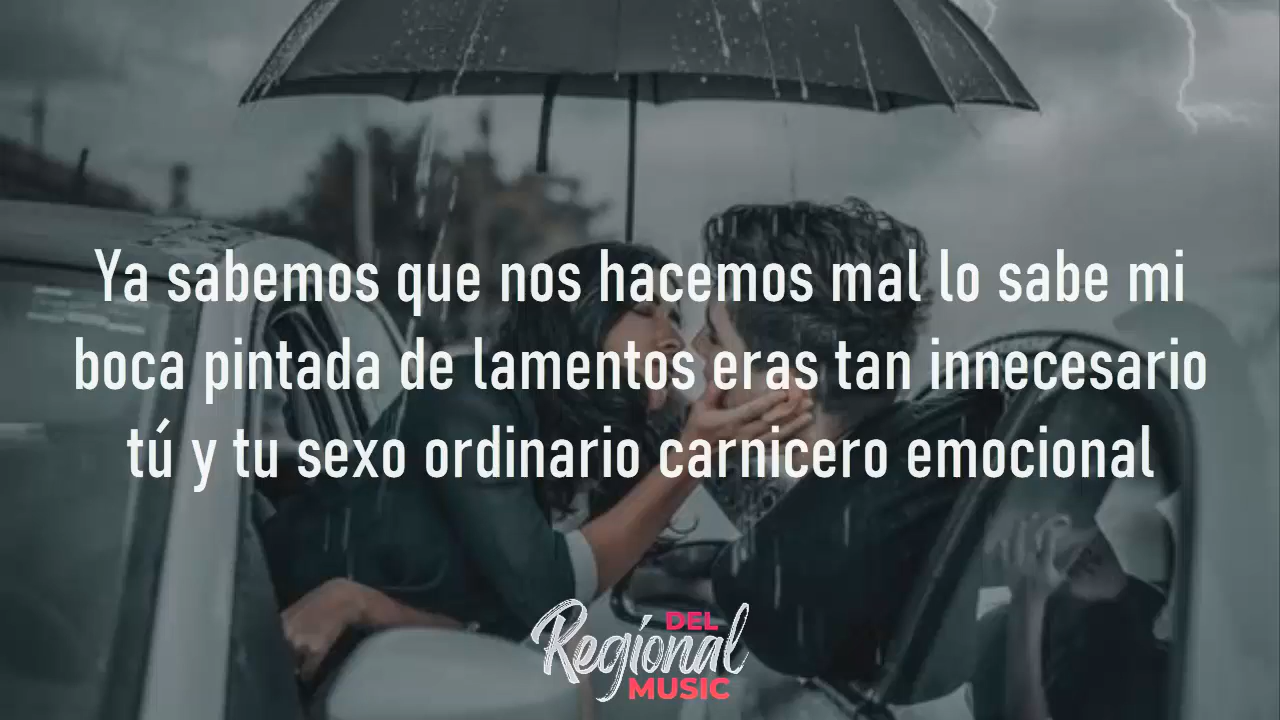 Ya sabemos que nos hacemos mal lo sabe mi
boca pintada de lamentos eras tan innecesario
tú y tu sexo ordinario carnicero emocional
DEL
Regional
MUSIC